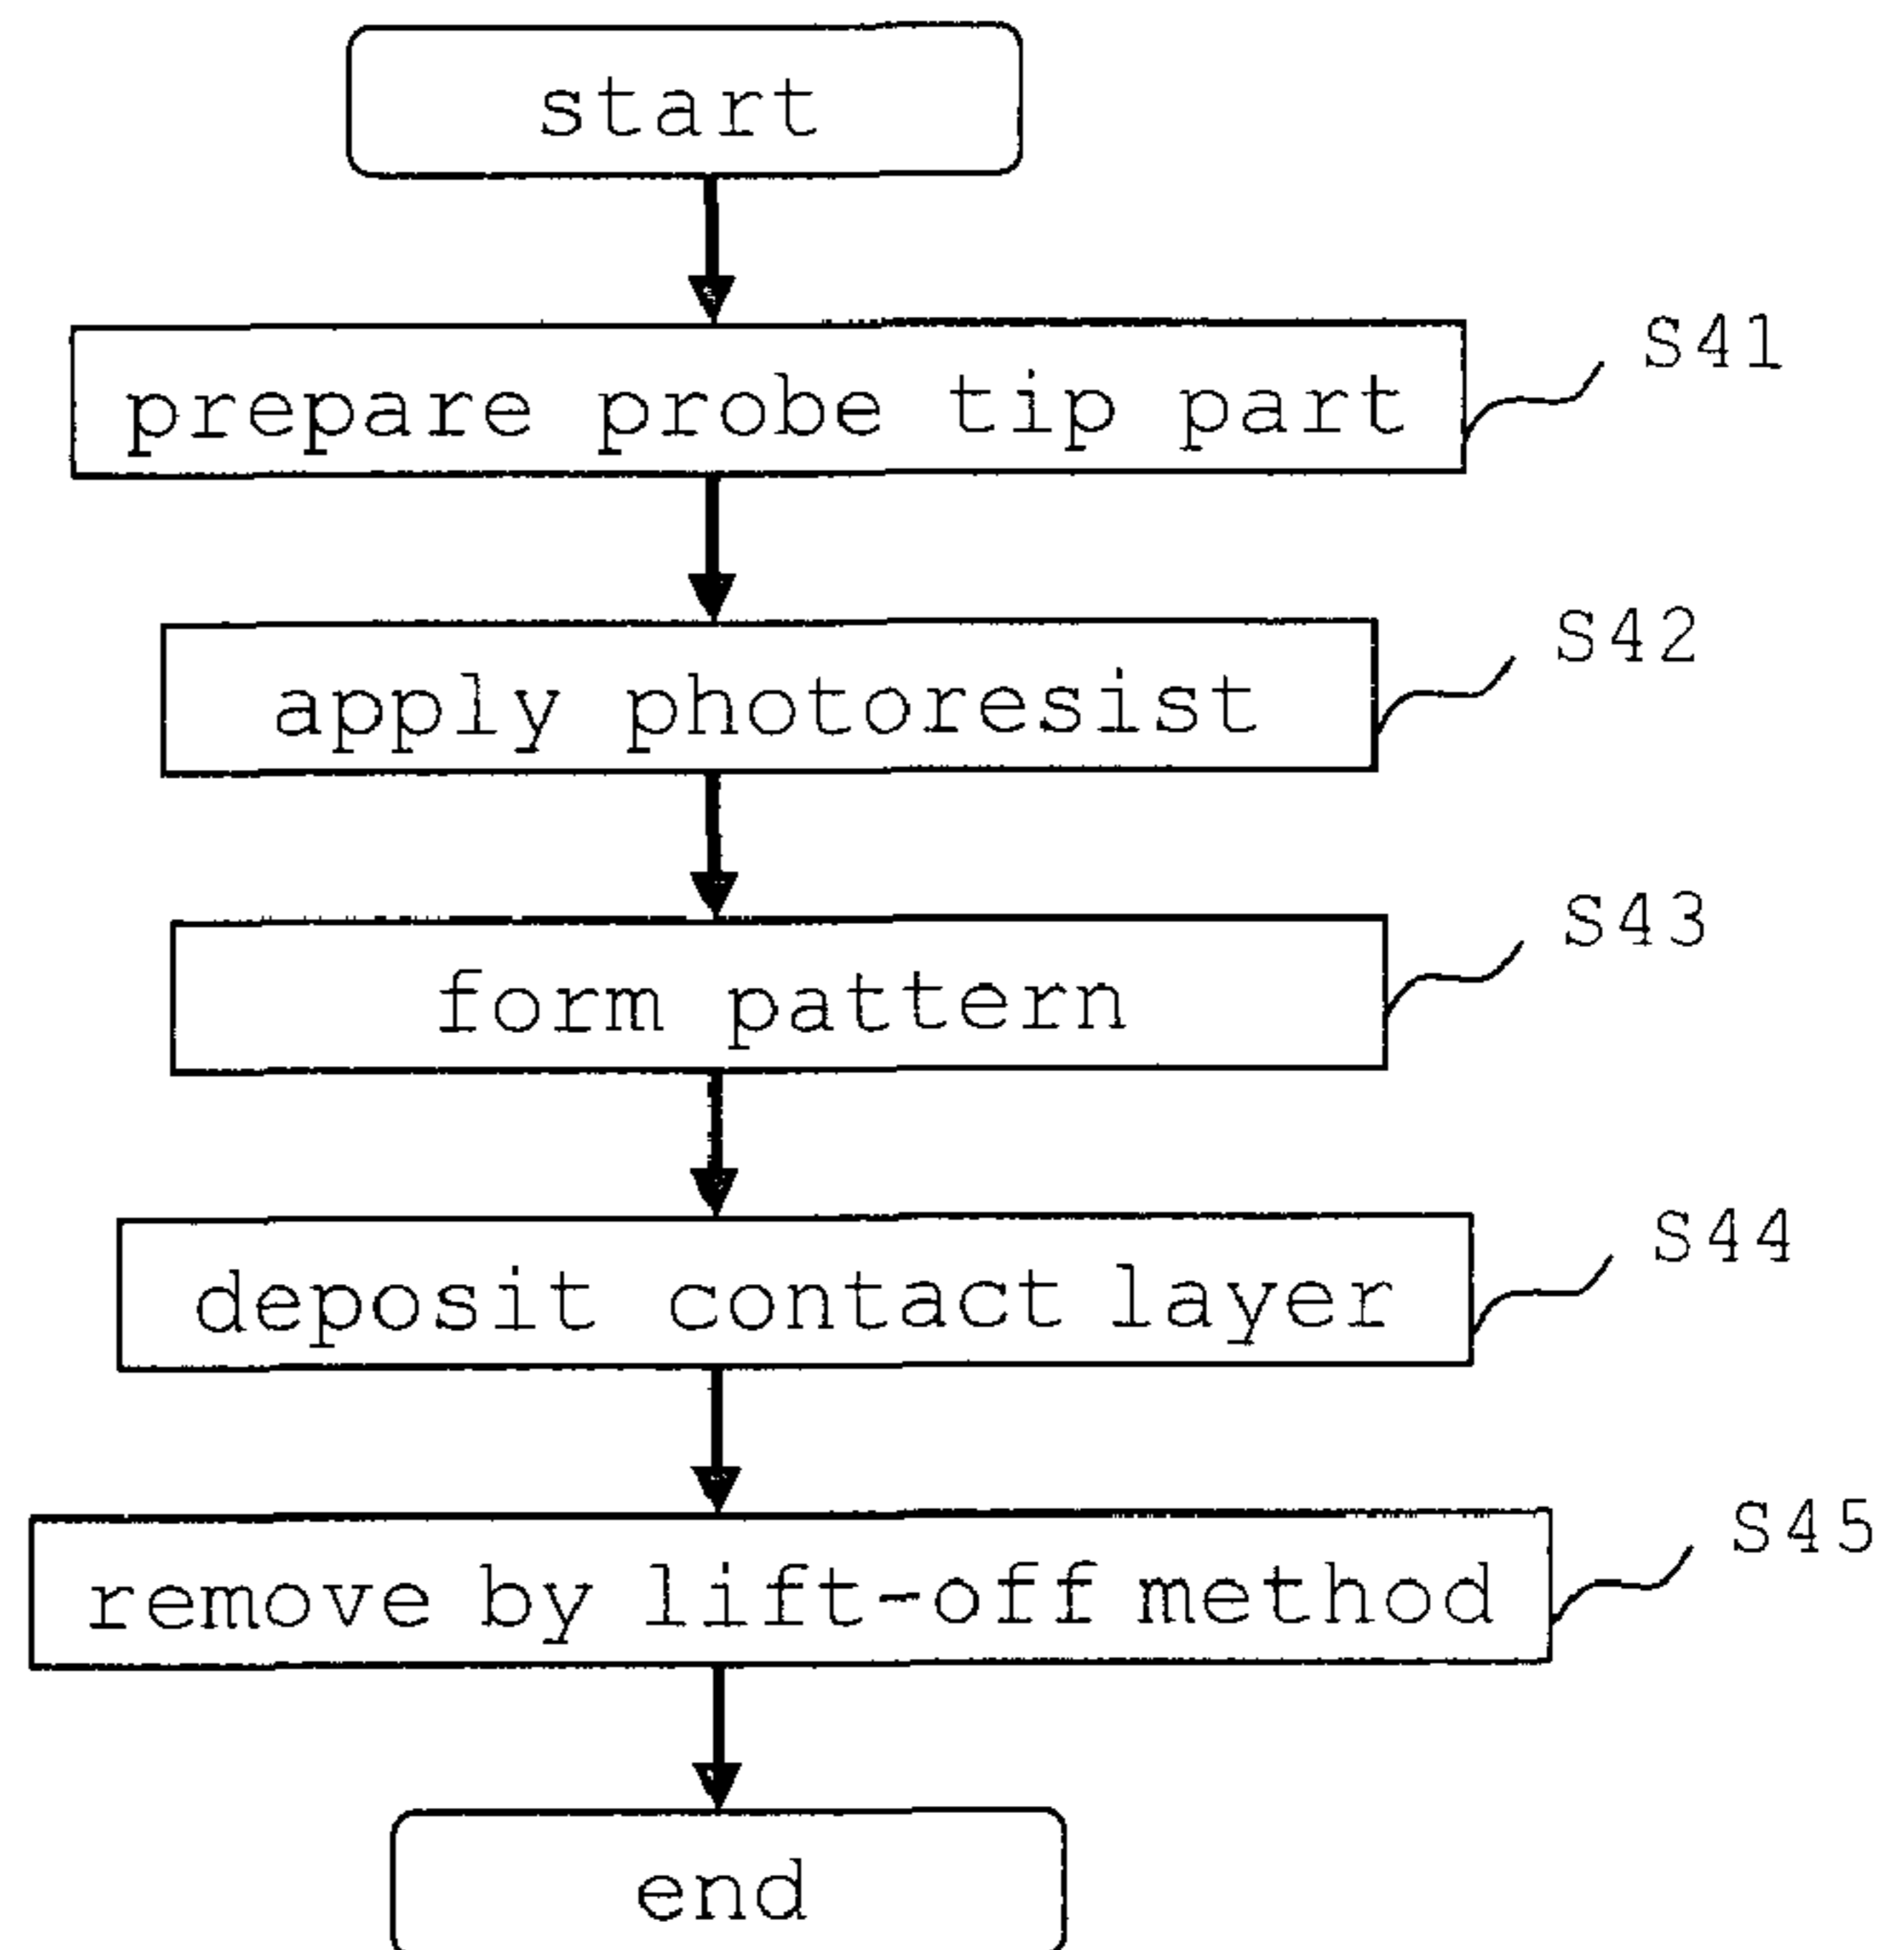 start
prepare probe tip part
S41
apply photoresist
S42
form pattern
S43
deposit contact layer
S44
remove by lift-off method
S45
end